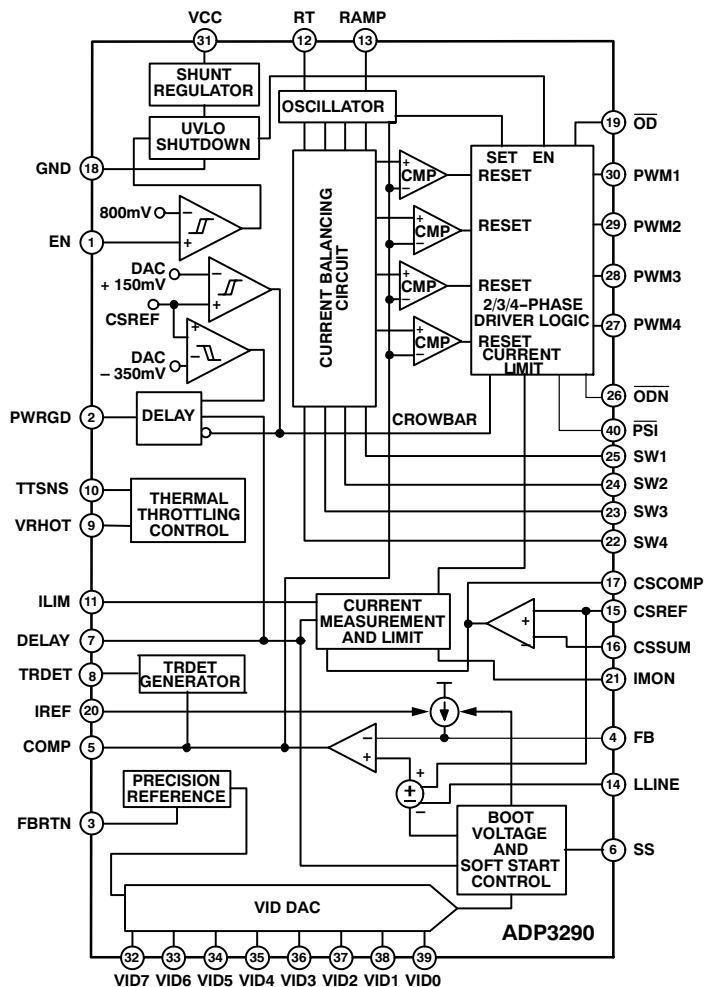 VCC RT RAMP
31 12 13
SHUNT
REGULATOR
OSCILLATOR
UVLO
SHUTDOWN
GND 18
800mV
−
+
EN 1
DAC
+ 150mV
−
+
CSREF
+
−
DAC
− 350mV
PWRGD 2
DELAY
CURRENT BALANCING
CIRCUIT
+
−
CMP
+
−
CMP
+
−
CMP
+
−
CMP
SET EN
RESET
RESET
RESET
2/3/4−PHASE
DRIVER LOGIC
RESET
CURRENT
LIMIT
CROWBAR
19 OD
30 PWM1
29 PWM2
28 PWM3
27 PWM4
26 ODN
40 PSI
25 SW1
24 SW2
23 SW3
22 SW4
TTSNS 10
VRHOT 9
THERMAL
THROTTLING
CONTROL
17 CSCOMP
ILIM 11
CURRENT
MEASUREMENT
AND LIMIT
+
−
15 CSREF
16 CSSUM
DELAY 7
21 IMON
TRDET 8
TRDET
GENERATOR
IREF 20
COMP 5
−
+
4 FB
+
±
−
14 LLINE
PRECISION
REFERENCE
FBRTN 3
BOOT
VOLTAGE
AND
SOFT START
CONTROL
6 SS
VID DAC
ADP3290
32 33 34 35 36 37 38 39
VID7 VID6 VID5 VID4 VID3 VID2 VID1 VID0